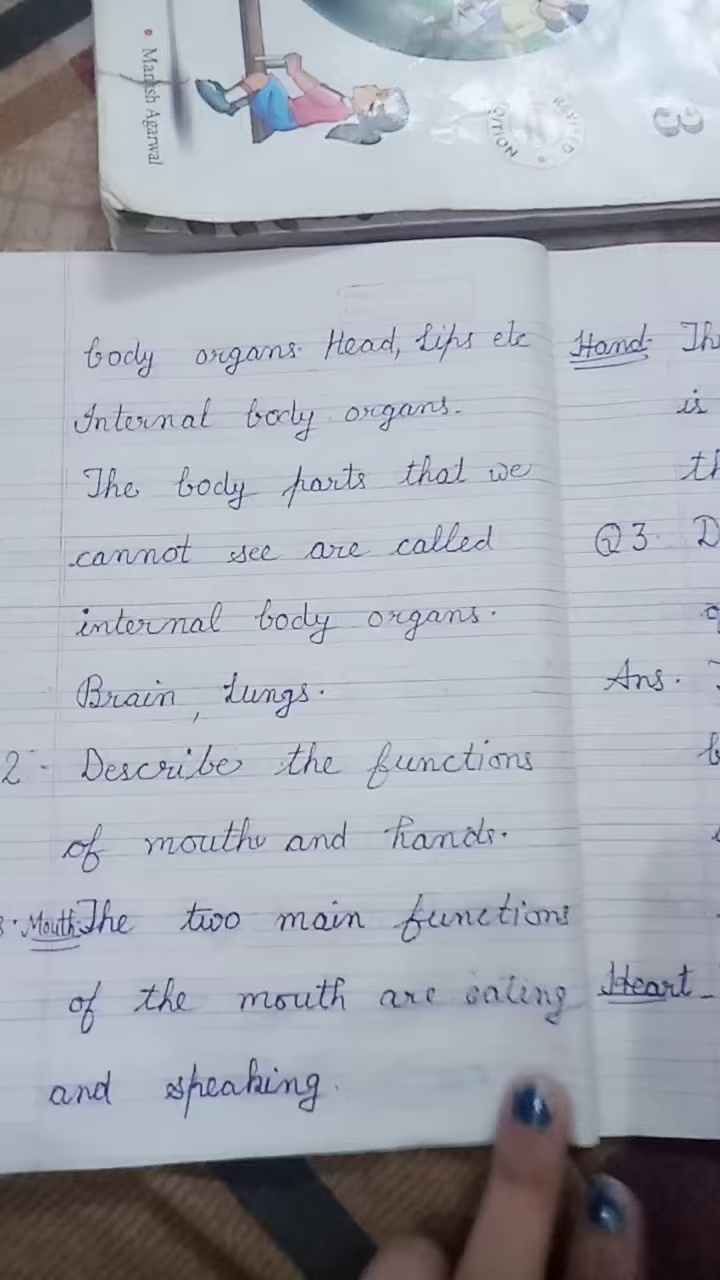 Manish Agarwal
3
body organs. Head, Lips etc
Internal body organs.
The body parts that we
cannot see are called
internal body organs.
Brain, Lungs.
2. Describe the functions
of mouth and hands.
Mouth: The two main functions
of the mouth are eating
and speaking.
Hand.
is
Q3.
Ans.
Heart